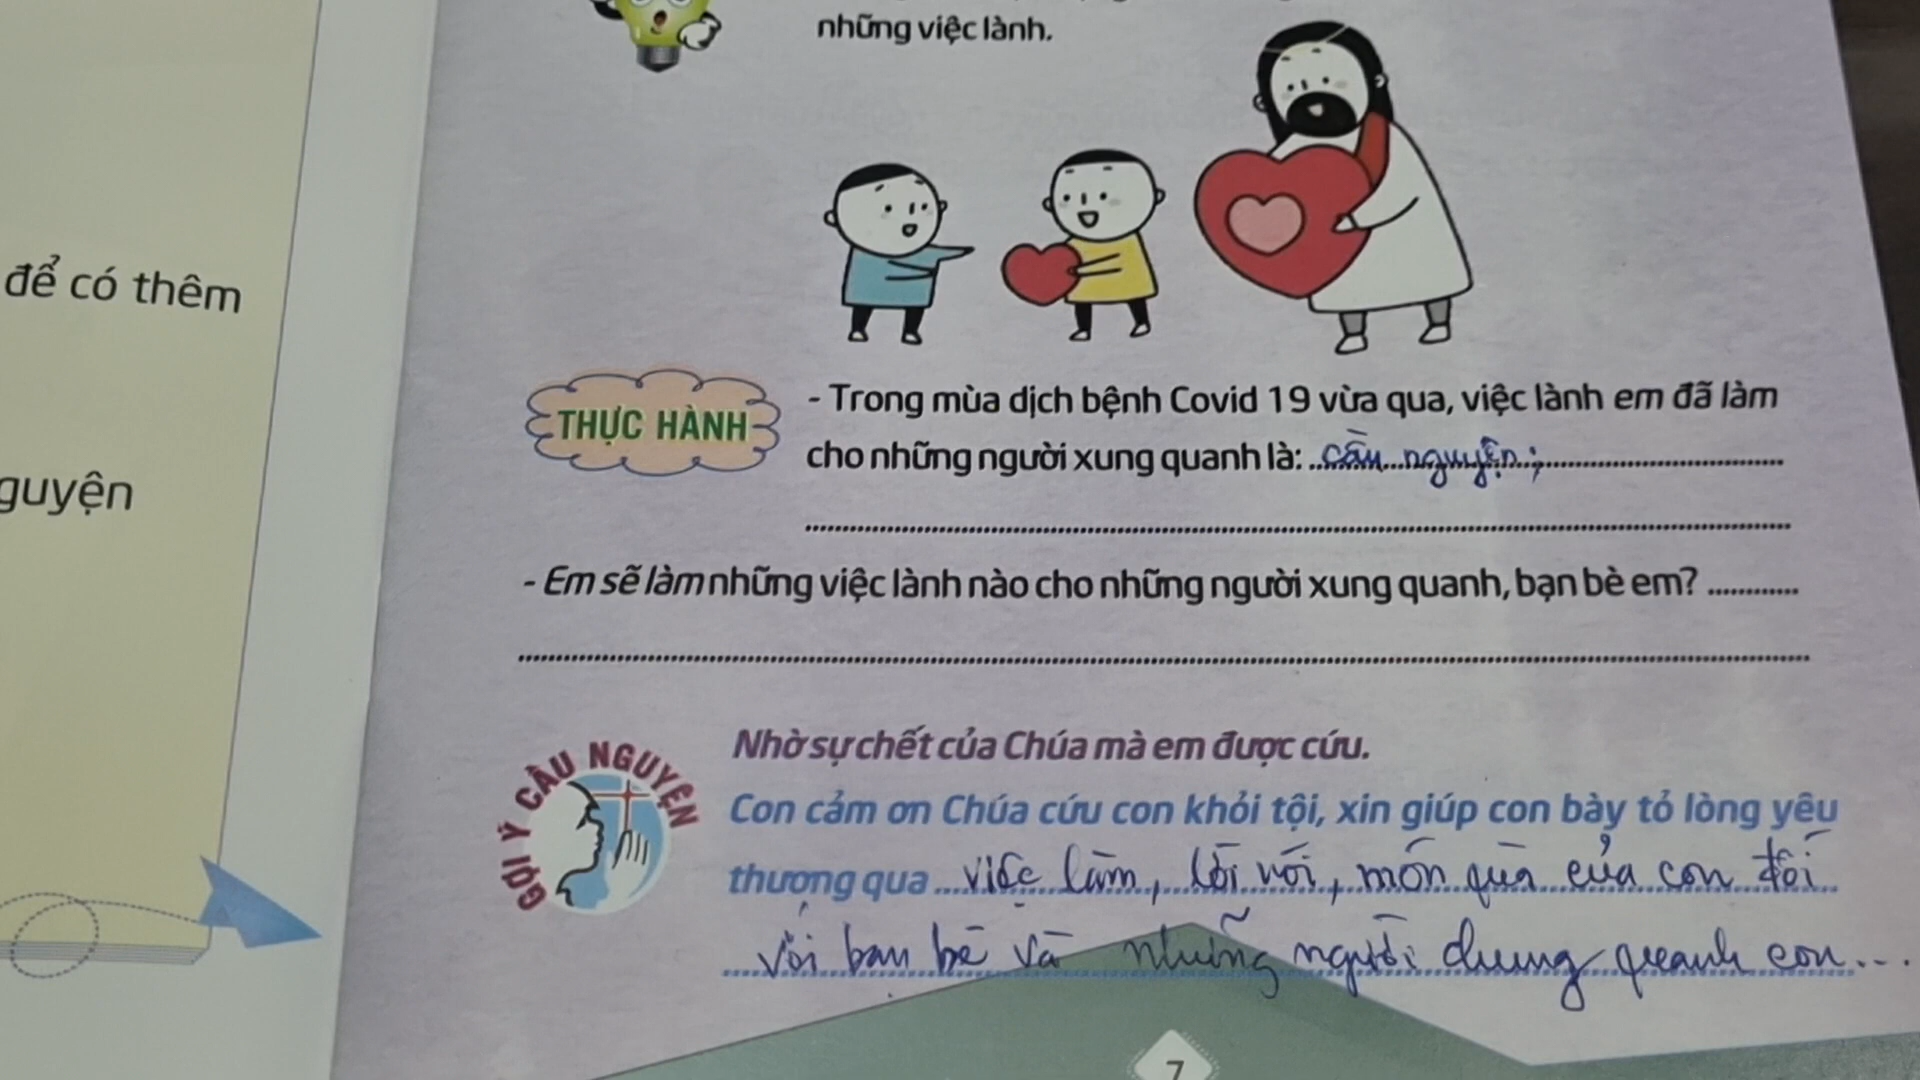 những việc lành.
để có thêm
guyện
THỰC HÀNH
- Trong mùa dịch bệnh Covid 19 vừa qua, việc lành em đã làm
cho những người xung quanh là: cầu nguyện;
- Em sẽ làm những việc lành nào cho những người xung quanh, bạn bè em?
GỢI Ý CẦU NGUYỆN
Nhờ sự chết của Chúa mà em được cứu.
Con cảm ơn Chúa cứu con khỏi tội, xin giúp con bày tỏ lòng yêu
thương qua việc làm, lời nói, món quà của con đối
với bạn bè và những người chung quanh con...
7